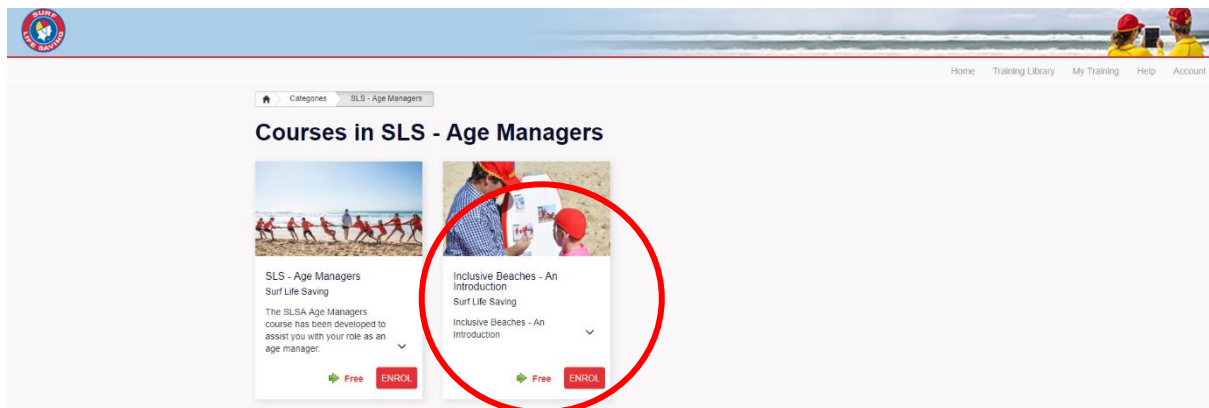 SURF
LIFE SAVING
Home Training Library My Training Help Account
Categories SLS - Age Managers
Courses in SLS - Age Managers
SLS - Age Managers
Surf Life Saving
The SLSA Age Managers
course has been developed to
assist you with your role as an
age manager.
Free ENROL
Inclusive Beaches - An
Introduction
Surf Life Saving
Inclusive Beaches - An
Introduction
Free ENROL